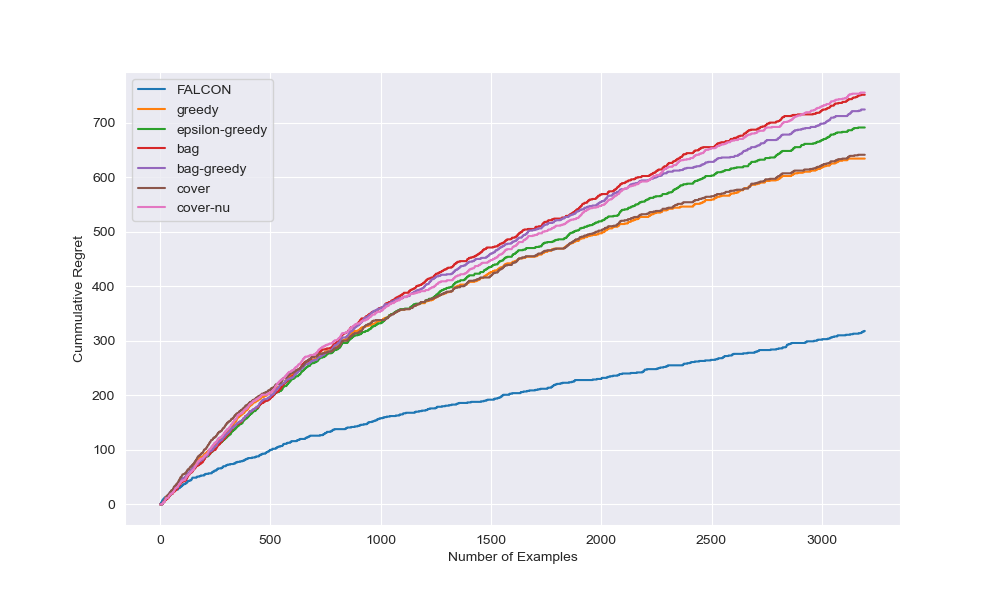 FALCON
greedy
epsilon-greedy
bag
bag-greedy
cover
cover-nu
Cummulative Regret
700
600
500
400
300
200
100
0
0 500 1000 1500 2000 2500 3000
Number of Examples